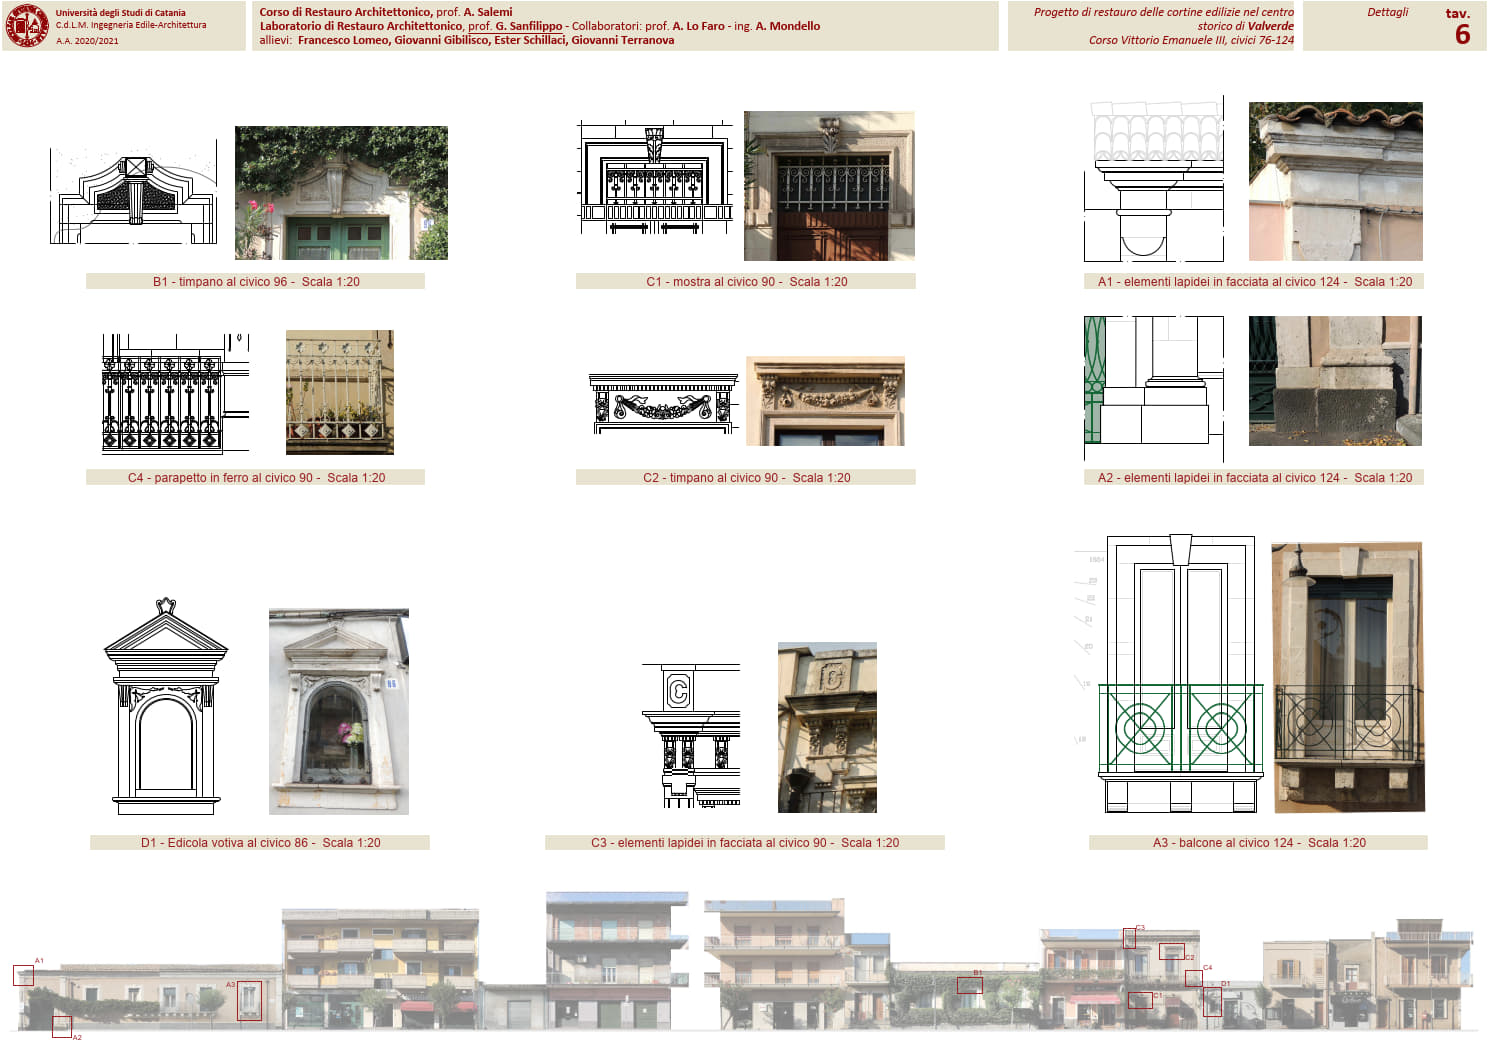 Università degli Studi di Catania
C.d.L.M. Ingegneria Edile-Architettura
A.A. 2020/2021
Corso di Restauro Architettonico, prof. A. Salemi
Laboratorio di Restauro Architettonico, prof. G. Sanfilippo - Collaboratori: prof. A. Lo Faro - ing. A. Mondello
allievi: Francesco Lomeo, Giovanni Gibilisco, Ester Schillaci, Giovanni Terranova
Progetto di restauro delle cortine edilizie nel centro
storico di Valverde
Corso Vittorio Emanuele III, civici 76-124
Dettagli
tav.
6
B1 - timpano al civico 96 - Scala 1:20
C1 - mostra al civico 90 - Scala 1:20
A1 - elementi lapidei in facciata al civico 124 - Scala 1:20
C4 - parapetto in ferro al civico 90 - Scala 1:20
C2 - timpano al civico 90 - Scala 1:20
A2 - elementi lapidei in facciata al civico 124 - Scala 1:20
C
D1 - Edicola votiva al civico 86 - Scala 1:20
C3 - elementi lapidei in facciata al civico 90 - Scala 1:20
A3 - balcone al civico 124 - Scala 1:20
A1
A2
A3
B1
C3
C2
C4
C1
D1